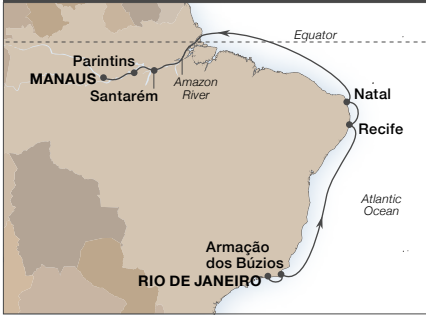 Equator
Parintins
MANAUS
Santarém
Amazon
River
Natal
Recife
Atlantic
Ocean
Armação
dos Búzios
RIO DE JANEIRO